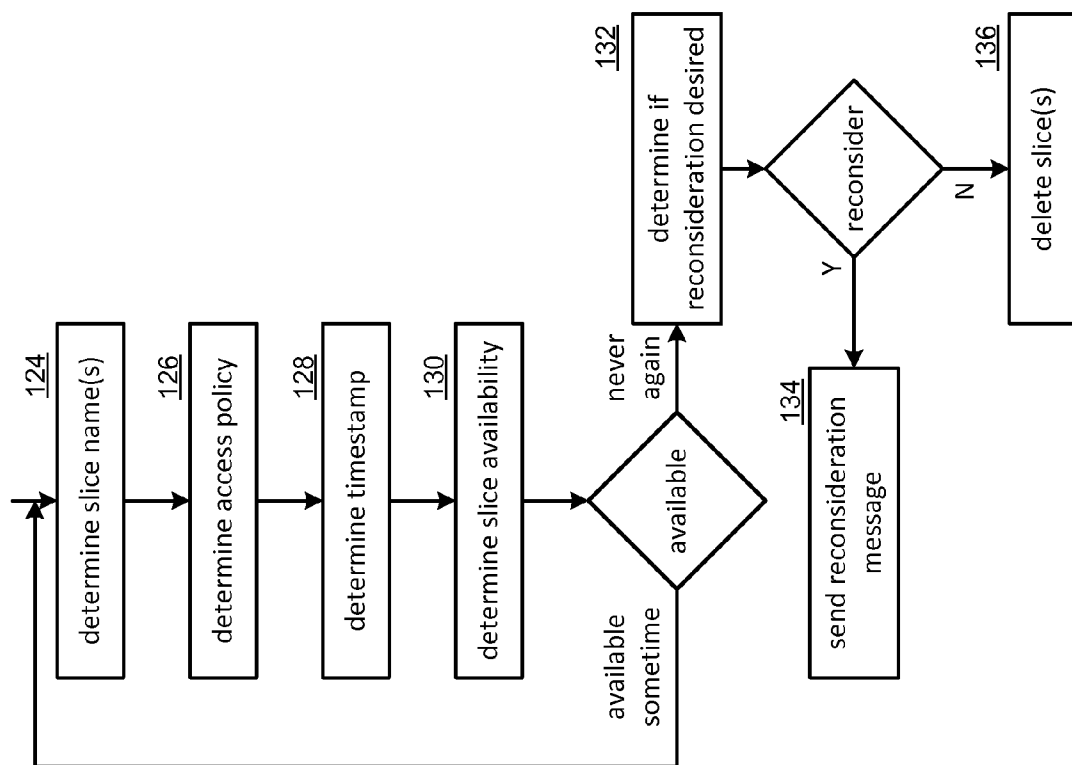 124
determine slice name(s)
126
determine access policy
128
determine timestamp
130
determine slice availability
available
available
sometime
never
again
132
determine if
reconsideration desired
reconsider
Y
N
134
send reconsideration
message
136
delete slice(s)